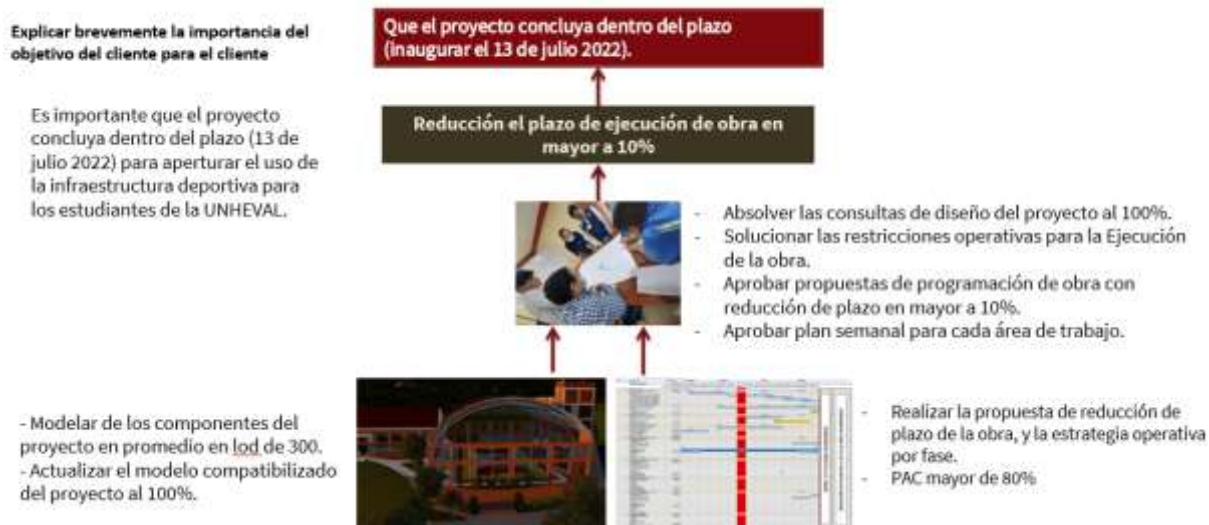 Explicar brevemente la importancia del
objetivo del cliente para el cliente
Que el proyecto concluya dentro del plazo
(inaugurar el 13 de julio 2022).
Es importante que el proyecto
concluya dentro del plazo (13 de
julio 2022) para aperturar el uso de
la infraestructura deportiva para
los estudiantes de la UNHEVAL.
Reducción el plazo de ejecución de obra en
mayor a 10%
- Absolver las consultas de diseño del proyecto al 100%.
- Solucionar las restricciones operativas para la Ejecución
de la obra.
- Aprobar propuestas de programación de obra con
reducción de plazo en mayor a 10%.
- Aprobar plan semanal para cada área de trabajo.
- Modelar de los componentes del
proyecto en promedio en lod de 300.
- Actualizar el modelo compatibilizado
del proyecto al 100%.
- Realizar la propuesta de reducción de
plazo de la obra, y la estrategia operativa
por fase.
- PAC mayor de 80%